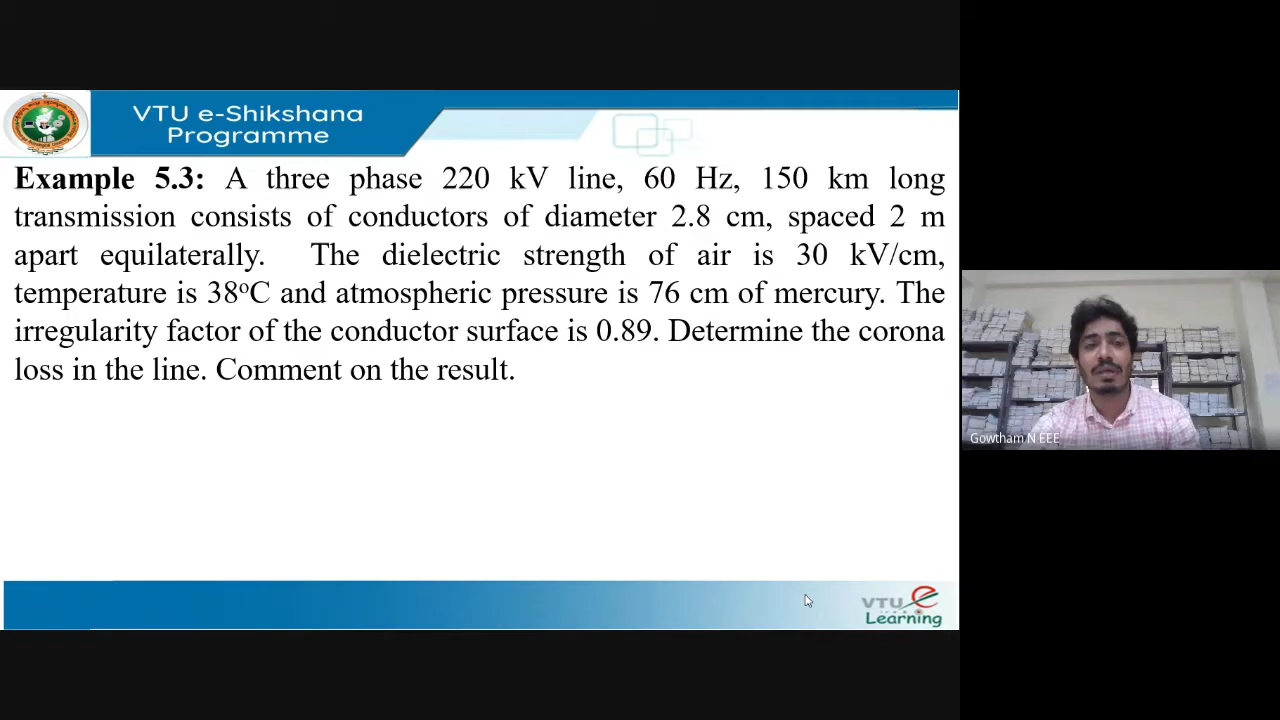 VTU e-Shikshana
Programme
Example 5.3: A three phase 220 kV line, 60 Hz, 150 km long
transmission consists of conductors of diameter 2.8 cm, spaced 2 m
apart equilaterally. The dielectric strength of air is 30 kV/cm,
temperature is 38ºC and atmospheric pressure is 76 cm of mercury. The
irregularity factor of the conductor surface is 0.89. Determine the corona
loss in the line. Comment on the result.
Gowtham N EEE
VTU e
Learning